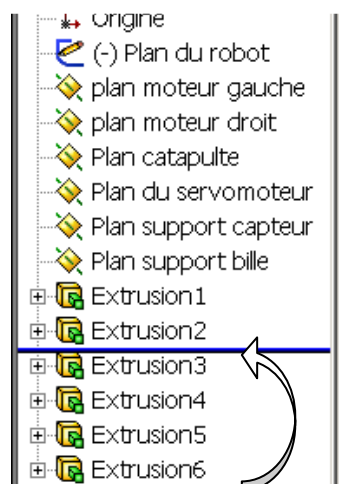 Origine
(-) Plan du robot
plan moteur gauche
plan moteur droit
Plan catapulte
Plan du servomoteur
Plan support capteur
Plan support bille
Extrusion1
Extrusion2
Extrusion3
Extrusion4
Extrusion5
Extrusion6